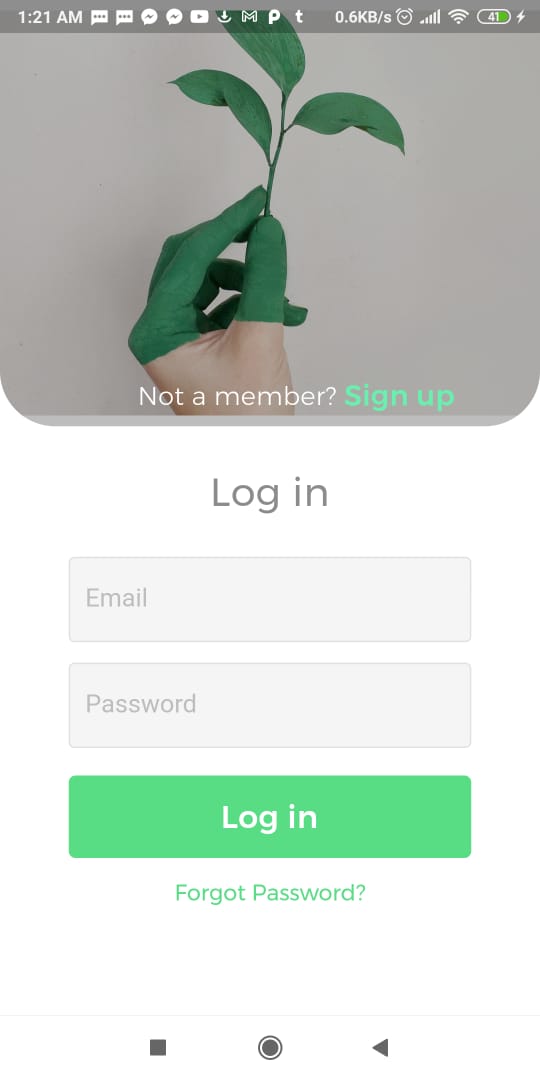 1:21 AM 0.6KB/s 41
Not a member? Sign up
Log in
Email
Password
Log in
Forgot Password?